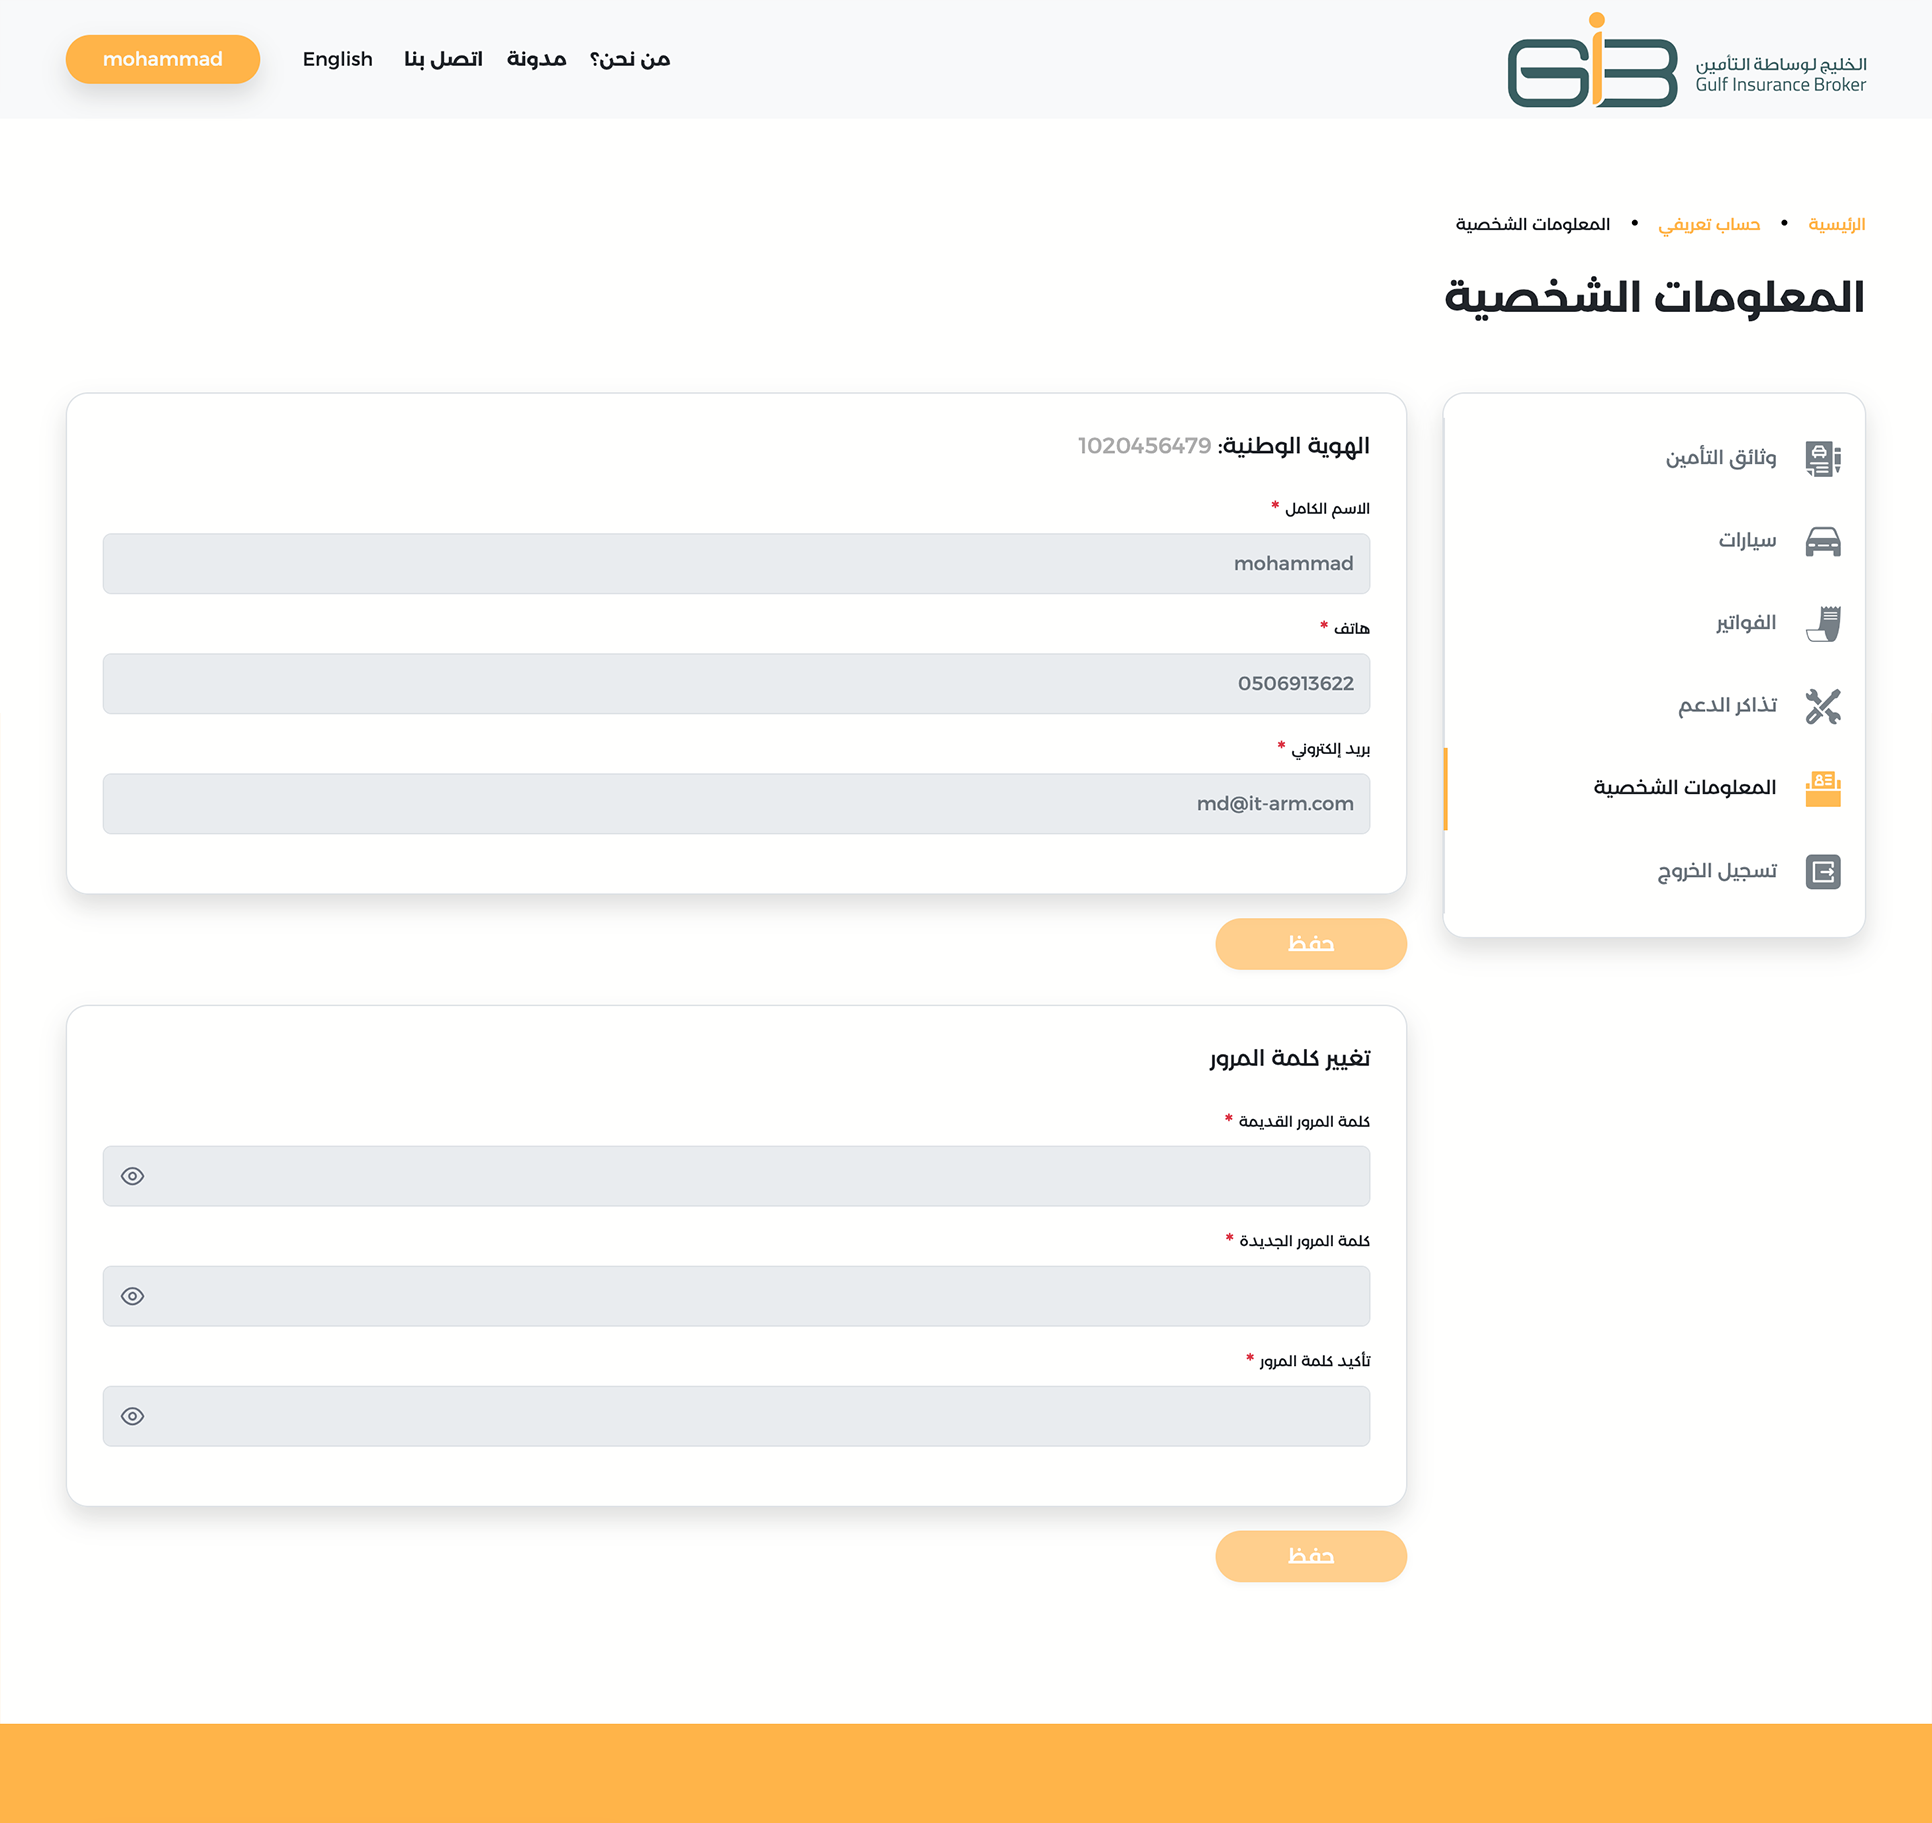 الخليج لوساطة التأمين
Gulf Insurance Broker
من نحن؟
مدونة
اتصل بنا
English
mohammad
الرئيسية • حساب تعريفي • المعلومات الشخصية
المعلومات الشخصية
وثائق التأمين
سيارات
الفواتير
تذاكر الدعم
المعلومات الشخصية
تسجيل الخروج
الهوية الوطنية: 1020456479
الاسم الكامل *
mohammad
هاتف *
0506913622
بريد إلكتروني *
md@it-arm.com
حفظ
تغيير كلمة المرور
كلمة المرور القديمة *
كلمة المرور الجديدة *
تأكيد كلمة المرور *
حفظ